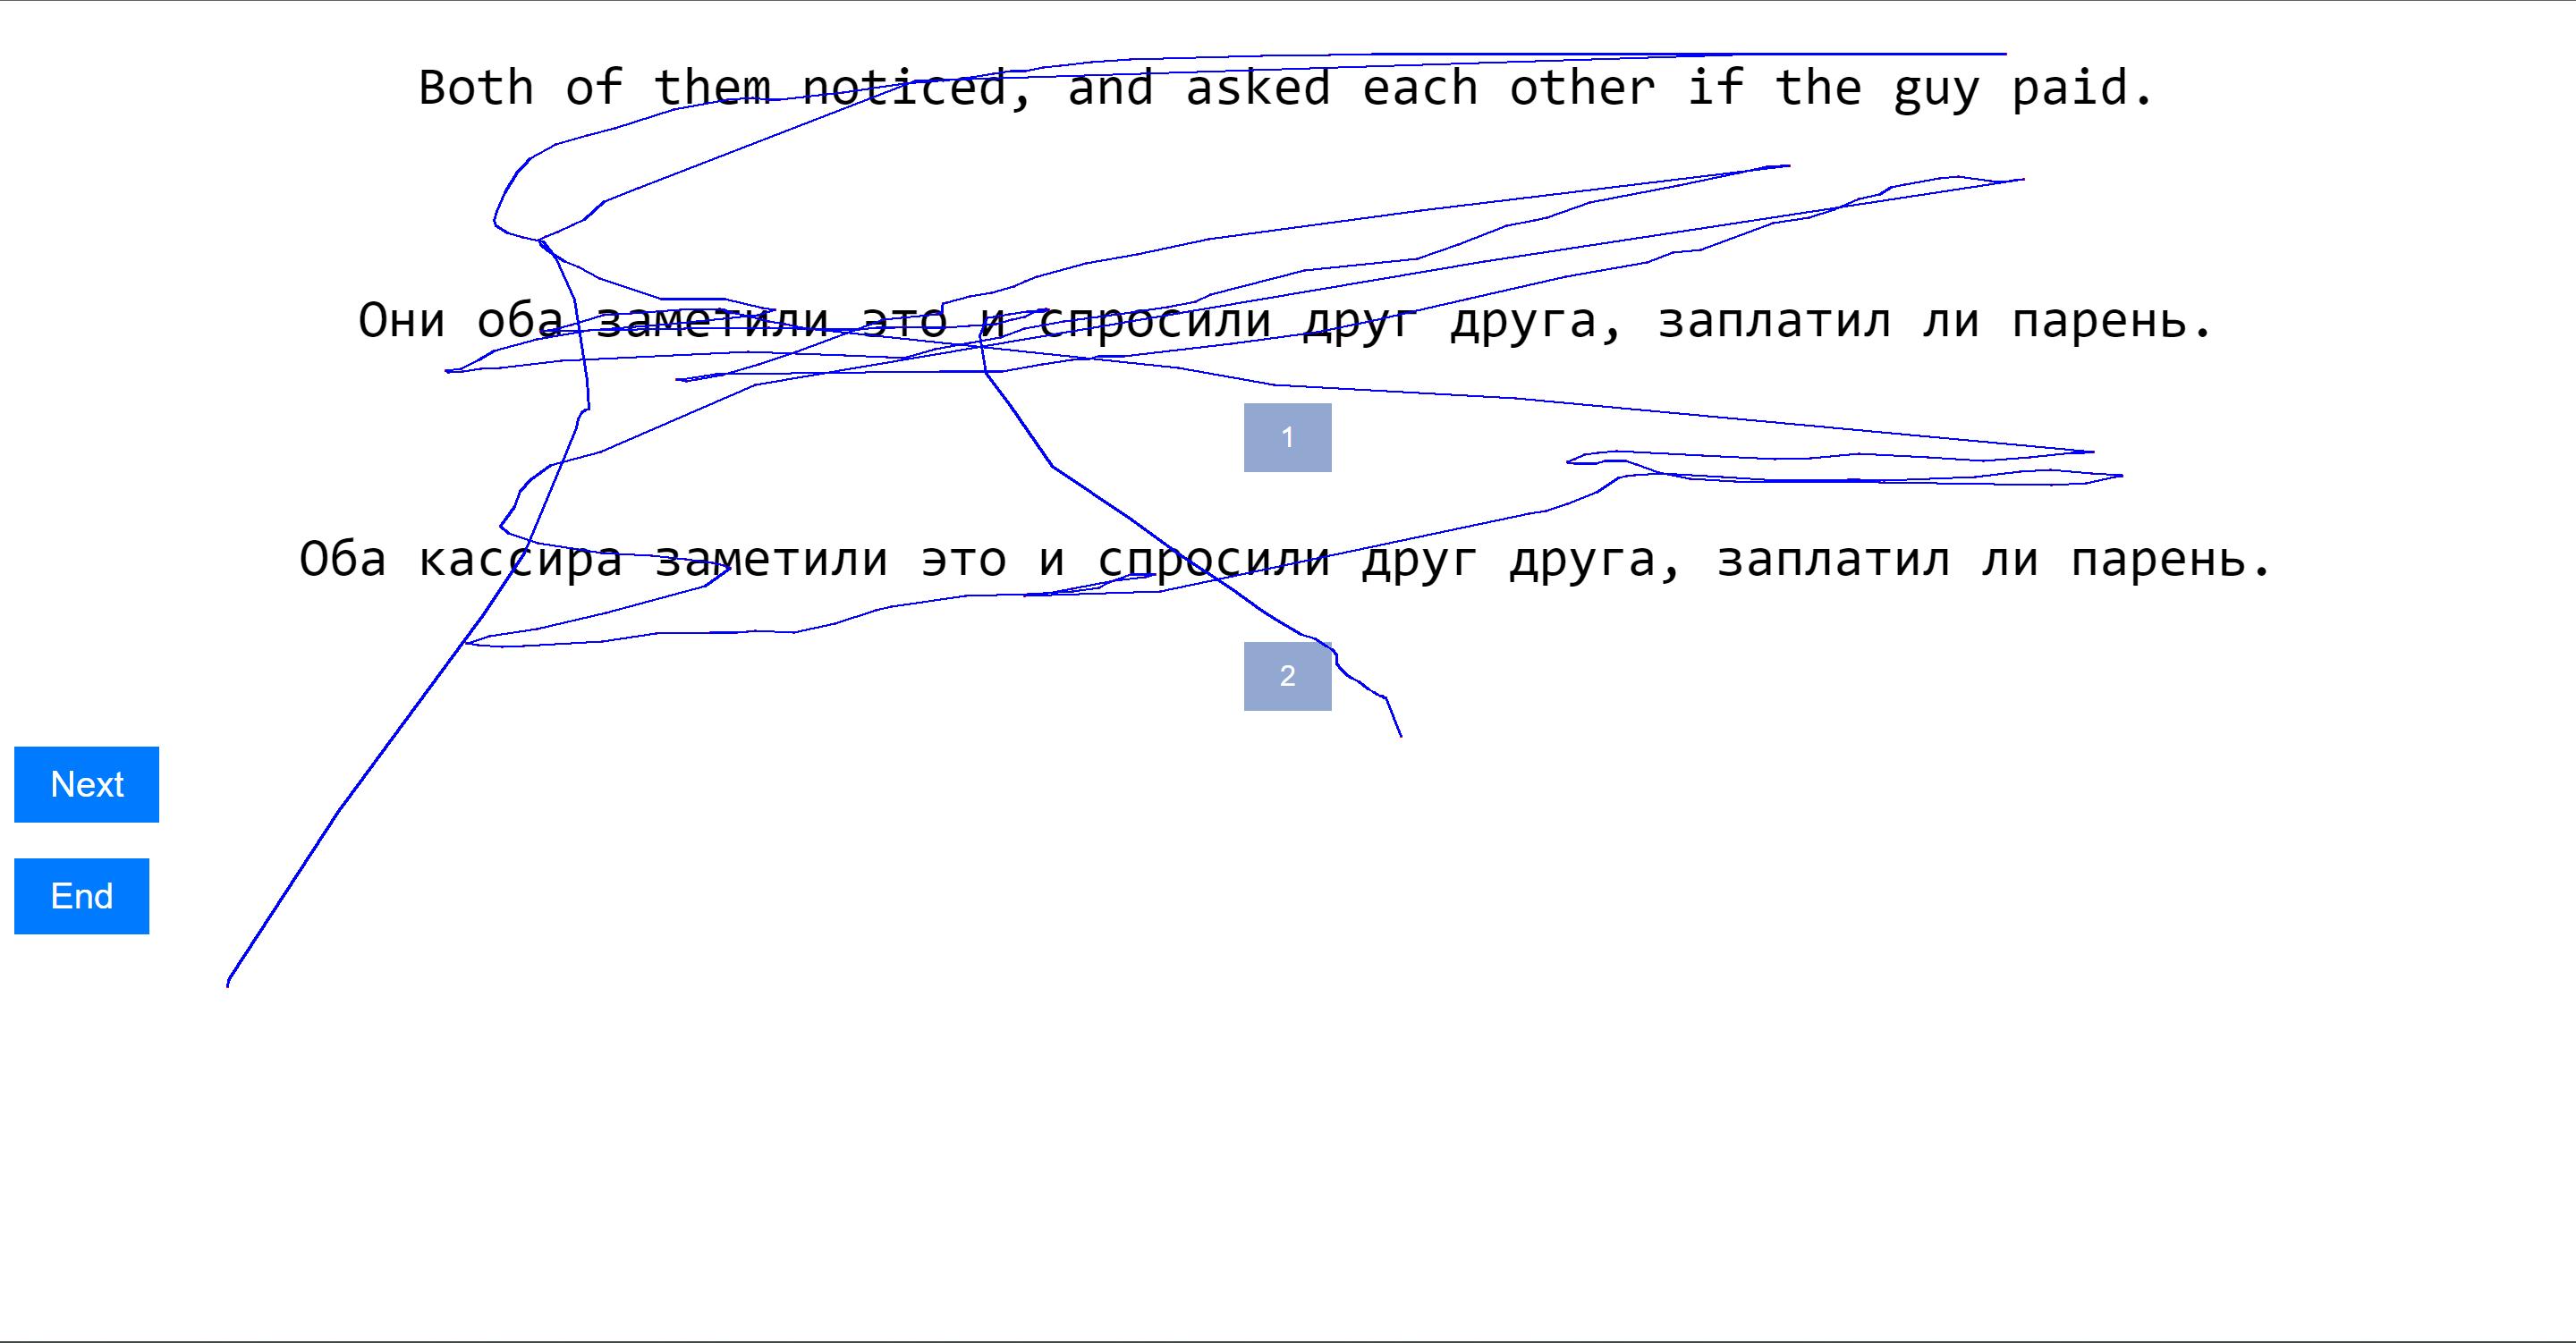 Both of them noticed, and asked each other if the guy paid.
Они оба заметили это и спросили друг друга, заплатил ли парень.
1
Оба кассира заметили это и спросили друг друга, заплатил ли парень.
2
Next
End